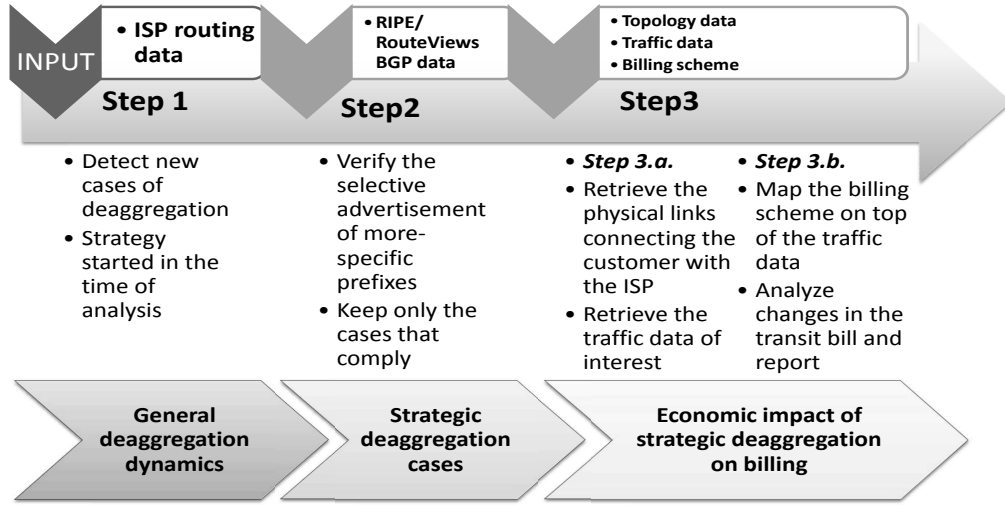 INPUT
• ISP routing
data
• RIPE/
RouteViews
BGP data
• Topology data
• Traffic data
• Billing scheme
Step 1
Step2
Step3
• Detect new
cases of
deaggregation
• Strategy
started in the
time of
analysis
• Verify the
selective
advertisement
of more-
specific
prefixes
• Keep only the
cases that
comply
• Step 3.a.
• Retrieve the
physical links
connecting the
customer with
the ISP
• Retrieve the
traffic data of
interest
• Step 3.b.
• Map the billing
scheme on top
of the traffic
data
• Analyze
changes in the
transit bill and
report
General
deaggregation
dynamics
Strategic
deaggregation
cases
Economic impact of
strategic deaggregation
on billing